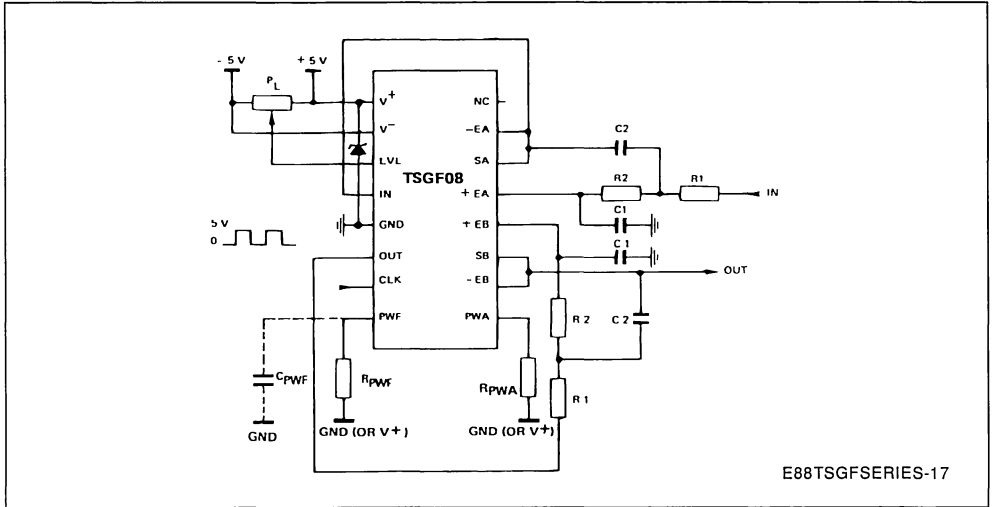 - 5 V
+ 5 V
PL
V+
V-
LVL
IN
GND
OUT
CLK
PWF
TSGF08
NC
-EA
SA
+ EA
+ EB
SB
-EB
PWA
C2
R2
R1
IN
C1
C1
OUT
R 2
C 2
R 1
5 V
0
CPWF
GND
RPWF
GND (OR V+)
RPWA
GND (OR V+)
E88TSGFSERIES-17